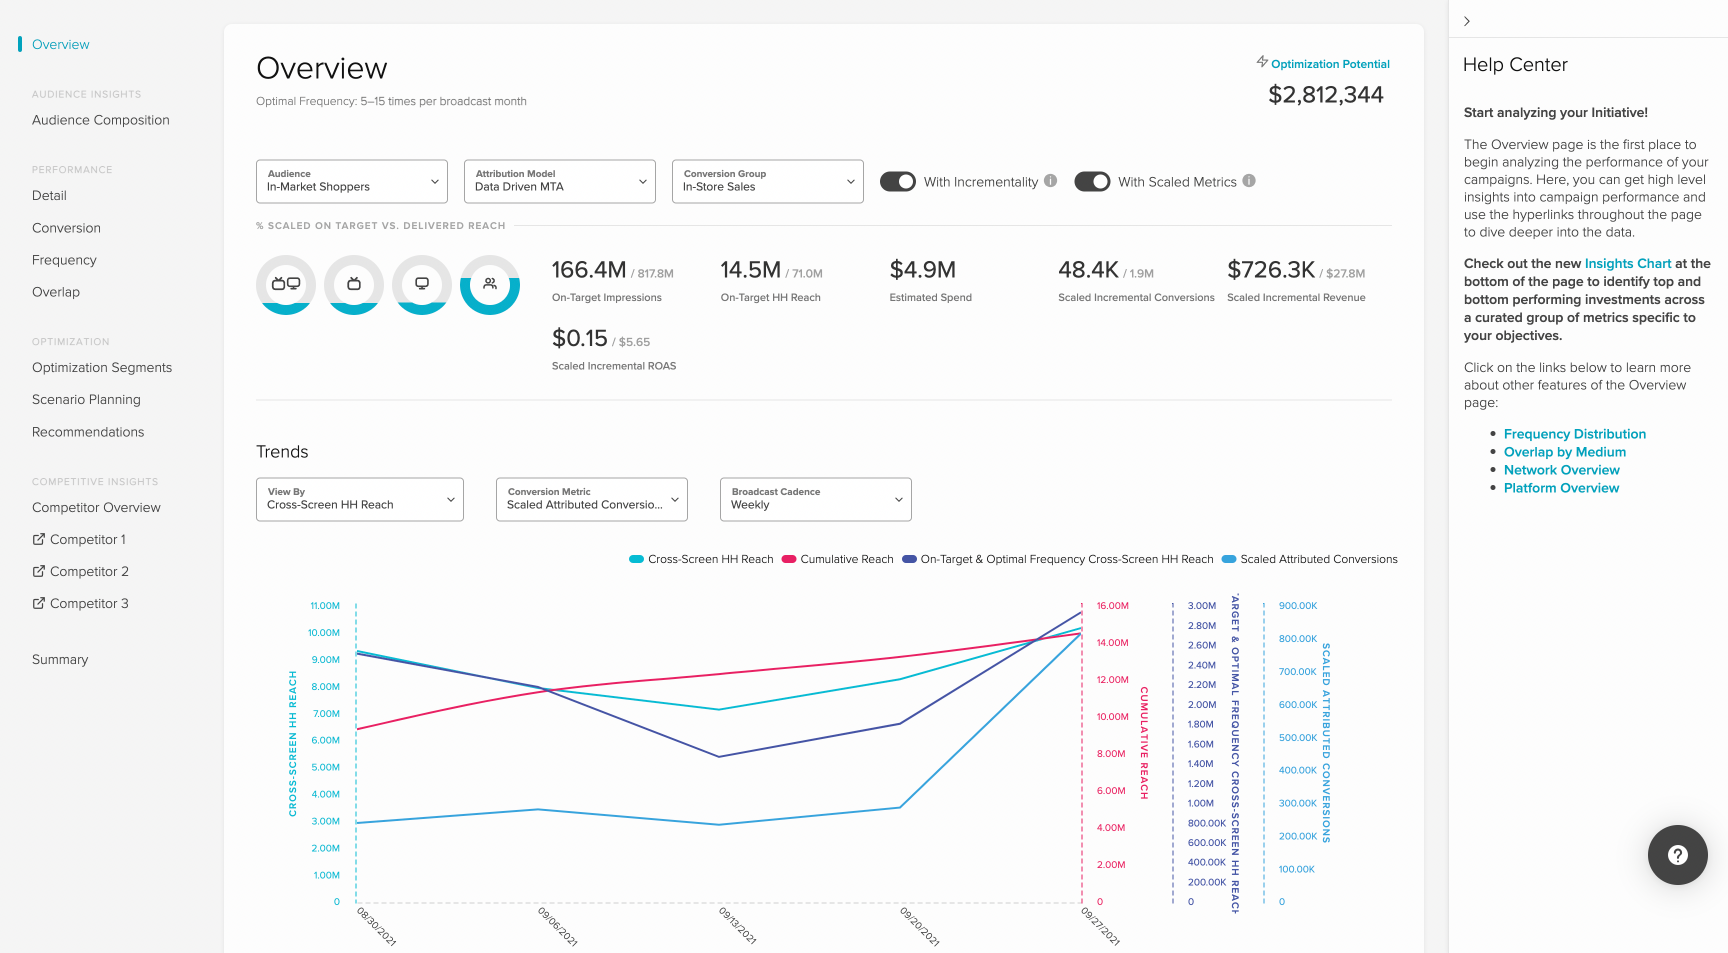 Overview
AUDIENCE INSIGHTS
Audience Composition
PERFORMANCE
Detail
Conversion
Frequency
Overlap
OPTIMIZATION
Optimization Segments
Scenario Planning
Recommendations
COMPETITIVE INSIGHTS
Competitor Overview
Competitor 1
Competitor 2
Competitor 3
Summary
Overview
Optimal Frequency: 5–15 times per broadcast month
Optimization Potential
$2,812,344
Audience
In-Market Shoppers
Attribution Model
Data Driven MTA
Conversion Group
In-Store Sales
With Incrementality
With Scaled Metrics
% SCALED ON TARGET VS. DELIVERED REACH
166.4M / 817.8M
On-Target Impressions
14.5M / 71.0M
On-Target HH Reach
$4.9M
Estimated Spend
48.4K / 1.9M
Scaled Incremental Conversions
$726.3K / $27.8M
Scaled Incremental Revenue
$0.15 / $5.65
Scaled Incremental ROAS
Trends
View By
Cross-Screen HH Reach
Conversion Metric
Scaled Attributed Conversio...
Broadcast Cadence
Weekly
Cross-Screen HH Reach
Cumulative Reach
On-Target & Optimal Frequency Cross-Screen HH Reach
Scaled Attributed Conversions
CROSS-SCREEN HH REACH
11.00M
10.00M
9.00M
8.00M
7.00M
6.00M
5.00M
4.00M
3.00M
2.00M
1.00M
0
08/30/2021
09/06/2021
09/13/2021
09/20/2021
09/27/2021
16.00M
14.00M
12.00M
10.00M
8.00M
6.00M
4.00M
2.00M
0
CUMULATIVE REACH
3.00M
2.80M
2.60M
2.40M
2.20M
2.00M
1.80M
1.60M
1.40M
1.20M
1.00M
800.00K
600.00K
400.00K
200.00K
0
ARGET & OPTIMAL FREQUENCY CROSS-SCREEN HH REACH
900.00K
800.00K
700.00K
600.00K
500.00K
400.00K
300.00K
200.00K
100.00K
0
SCALED ATTRIBUTED CONVERSIONS
Help Center
Start analyzing your Initiative!
The Overview page is the first place to
begin analyzing the performance of your
campaigns. Here, you can get high level
insights into campaign performance and
use the hyperlinks throughout the page
to dive deeper into the data.
Check out the new Insights Chart at the
bottom of the page to identify top and
bottom performing investments across
a curated group of metrics specific to
your objectives.
Click on the links below to learn more
about other features of the Overview
page:
• Frequency Distribution
• Overlap by Medium
• Network Overview
• Platform Overview
?